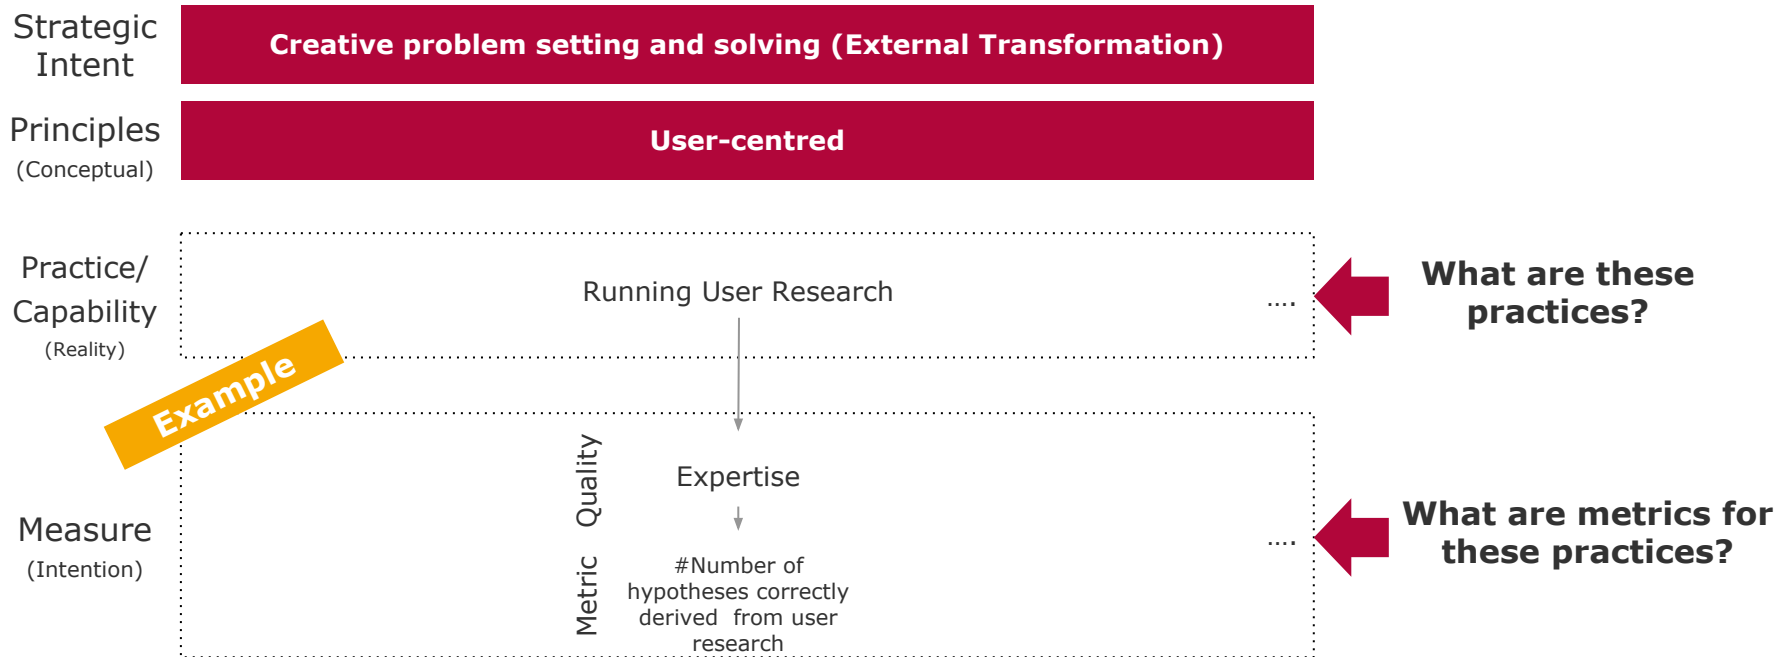 Strategic
Intent
Creative problem setting and solving (External Transformation)
Principles
(Conceptual)
User-centred
Practice/
Capability
(Reality)
Running User Research
....
What are these
practices?
Example
Measure
(Intention)
Quality
Expertise
Metric
#Number of
hypotheses correctly
derived from user
research
....
What are metrics for
these practices?